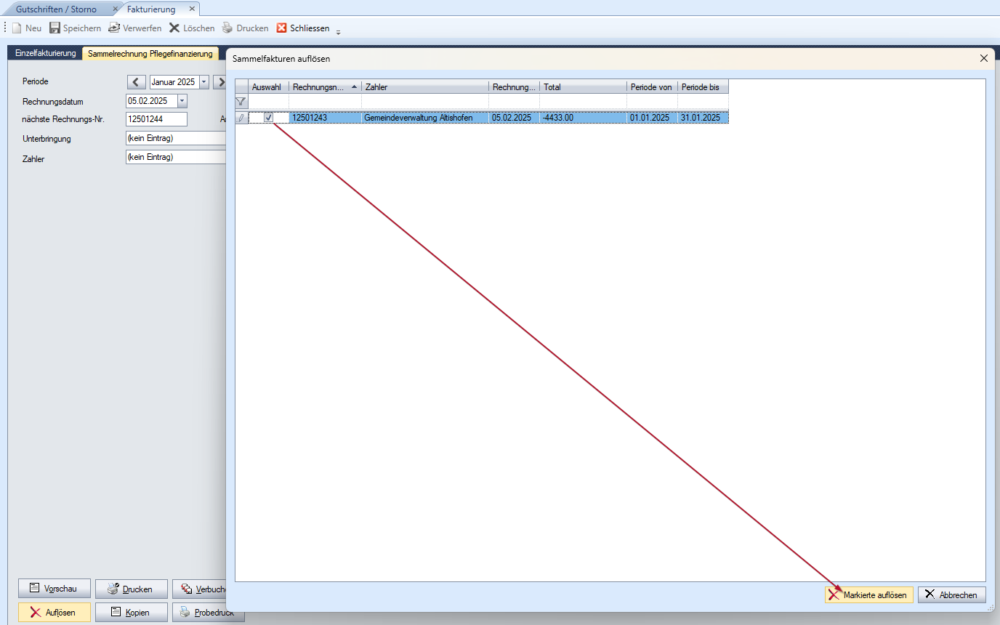 Gutschriften / Storno
Fakturierung
Neu Speichern Verwerfen Löschen Drucken Schliessen
Einzelfakturierung
Sammelrechnung Pflegefinanzierung
Periode
Januar 2025
Rechnungsdatum
05.02.2025
nächste Rechnungs-Nr.
12501244
Unterbringung
(kein Eintrag)
Zahler
(kein Eintrag)
Sammelfakturen auflösen
Auswahl Rechnungsn... Zahler Rechnung... Total Periode von Periode bis
12501243 Gemeindeverwaltung Altishofen 05.02.2025 -4433.00 01.01.2025 31.01.2025
Markierte auflösen
Abbrechen
Vorschau
Drucken
Auflösen
Kopien
Probedruck